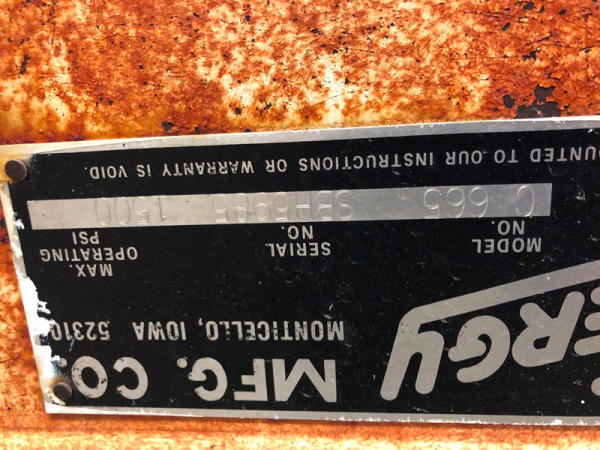 ERGY MFG. CO.
MONTICELLO, IOWA 52310
MODEL NO. SERIAL NO. MAX. OPERATING PSI
C 665 1500
OUNTED TO OUR INSTRUCTIONS OR WARRANTY IS VOID.